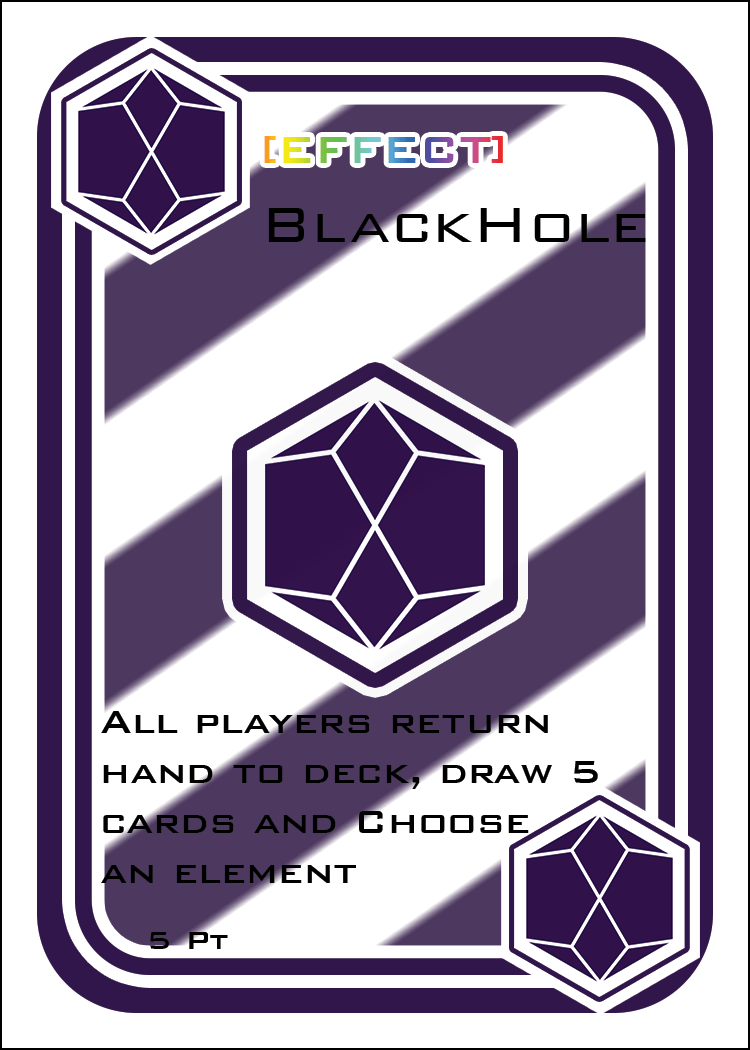 [EFFECT]
BlackHole
All players return
hand to deck, draw 5
cards and Choose
an element
5 Pt